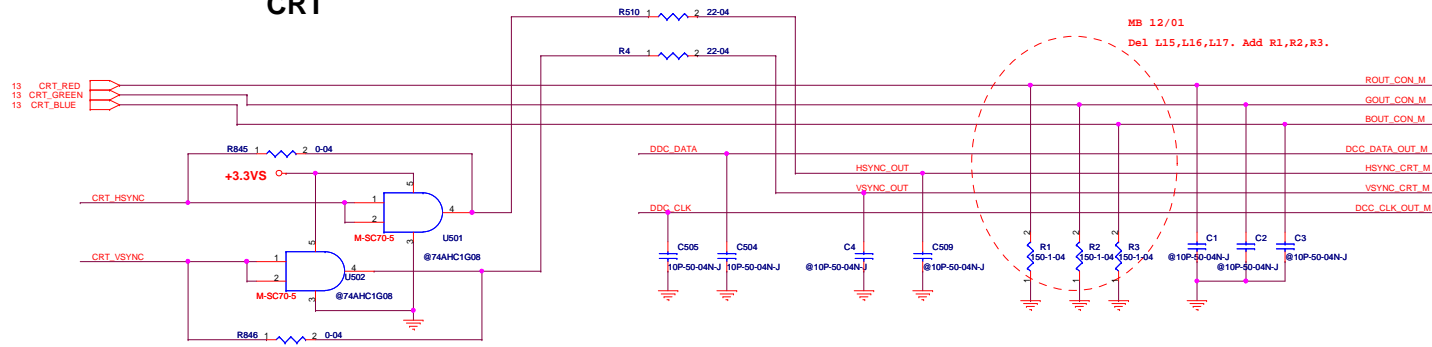 CRT
R510 1 2 22-04
MB 12/01
Del L15,L16,L17. Add R1,R2,R3.
R4 1 2 22-04
13 CRT_RED
13 CRT_GREEN
13 CRT_BLUE
ROUT_CON_M
GOUT_CON_M
BOUT_CON_M
R845 1 2 0-04
DDC_DATA
DCC_DATA_OUT_M
+3.3VS
HSYNC_OUT
HSYNC_CRT_M
VSYNC_OUT
VSYNC_CRT_M
CRT_HSYNC
1
2
5
4
3
DDC_CLK
DCC_CLK_OUT_M
M-SC70-5
U501
@74AHC1G08
CRT_VSYNC
1
2
5
4
3
U502
M-SC70-5
@74AHC1G08
C505
10P-50-04N-J
C504
10P-50-04N-J
C4
@10P-50-04N-J
C509
@10P-50-04N-J
2
R1
150-1-04
1
2
R2
150-1-04
1
2
R3
150-1-04
1
C1
@10P-50-04N-J
C2
@10P-50-04N-J
C3
@10P-50-04N-J
R846 1 2 0-04